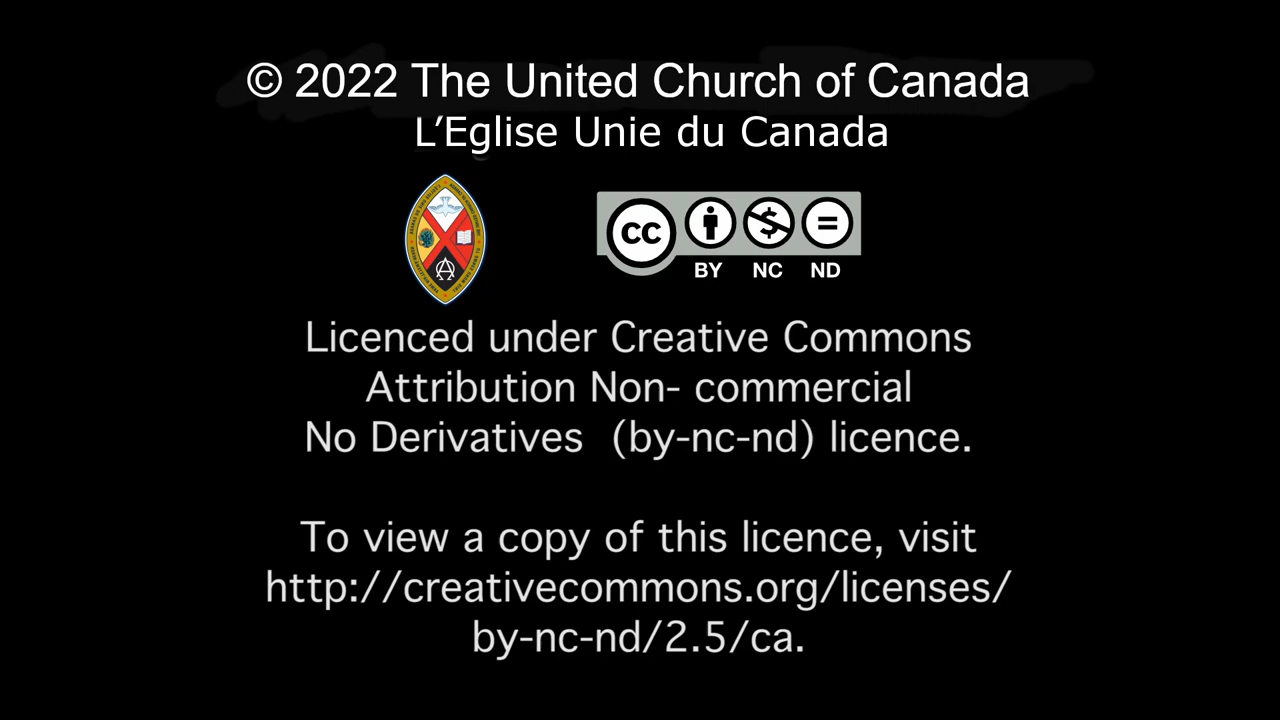 © 2022 The United Church of Canada
L’Eglise Unie du Canada
CC
BY NC ND
Licenced under Creative Commons
Attribution Non- commercial
No Derivatives (by-nc-nd) licence.
To view a copy of this licence, visit
http://creativecommons.org/licenses/
by-nc-nd/2.5/ca.